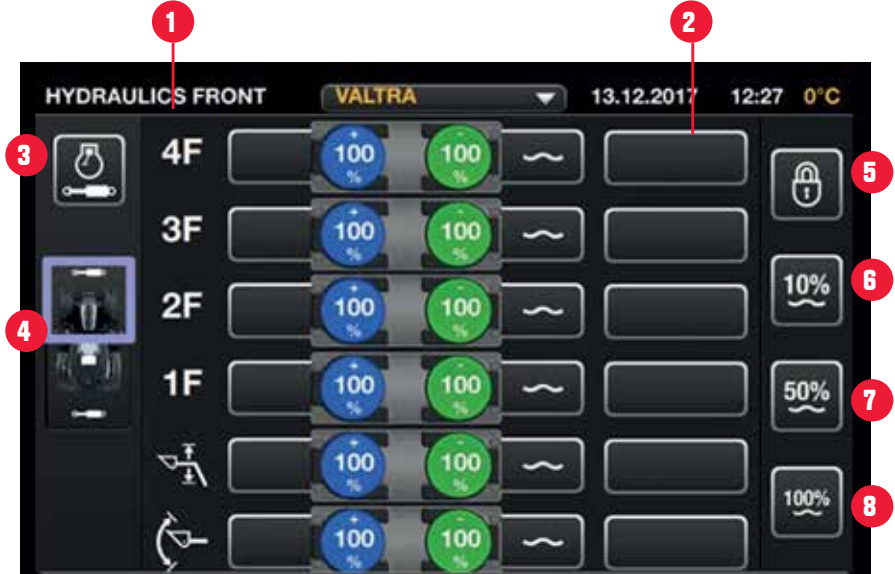 1 2
HYDRAULICS FRONT VALTRA 13.12.2017 12:27 0°C
3 4F + 100 % - 100 % 5
3F + 100 % - 100 %
4 2F + 100 % - 100 % 10% 6
1F + 100 % - 100 % 50% 7
+ 100 % - 100 %
100% 8
+ 100 % - 100 %